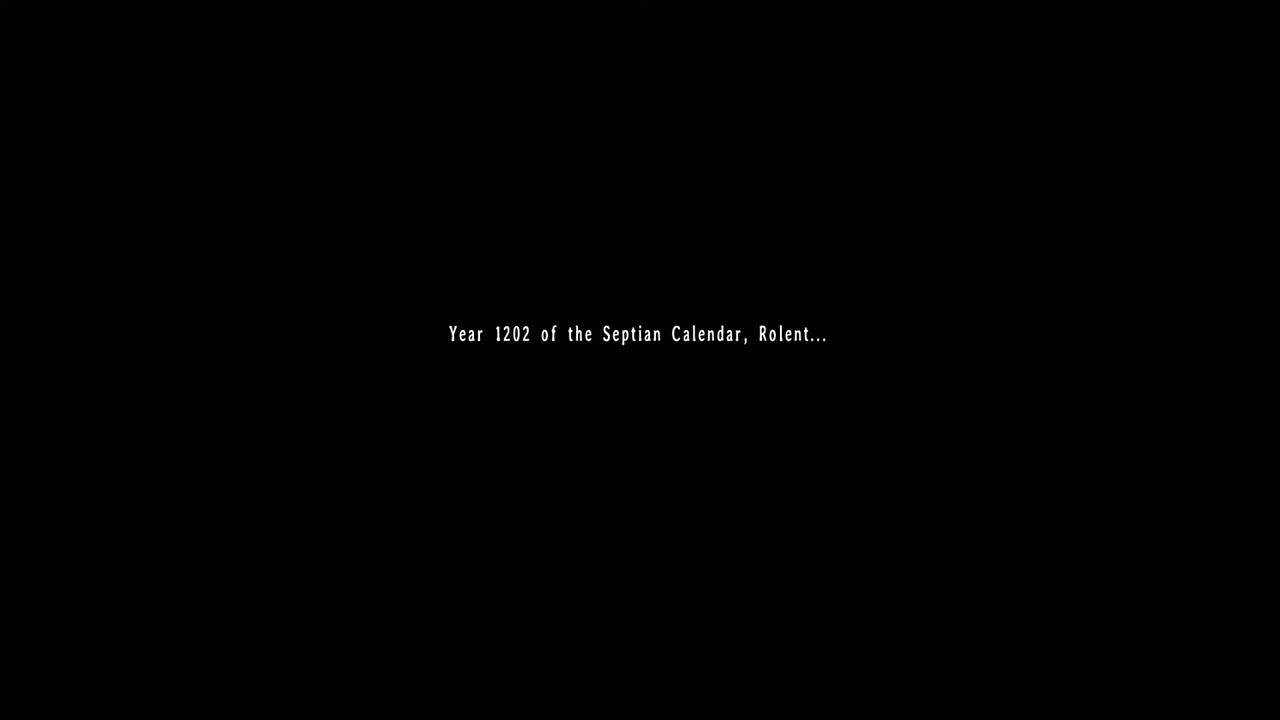 Year 1202 of the Septian Calendar, Rolent...